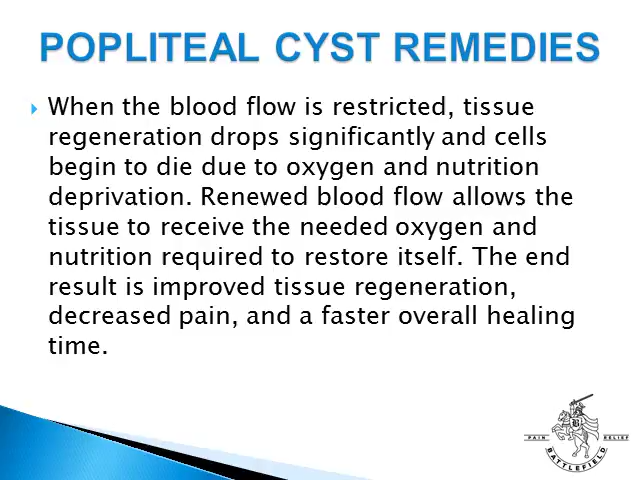 POPLITEAL CYST REMEDIES
When the blood flow is restricted, tissue
regeneration drops significantly and cells
begin to die due to oxygen and nutrition
deprivation. Renewed blood flow allows the
tissue to receive the needed oxygen and
nutrition required to restore itself. The end
result is improved tissue regeneration,
decreased pain, and a faster overall healing
time.
B
PAIN RELIEF
BATTLEFIELD